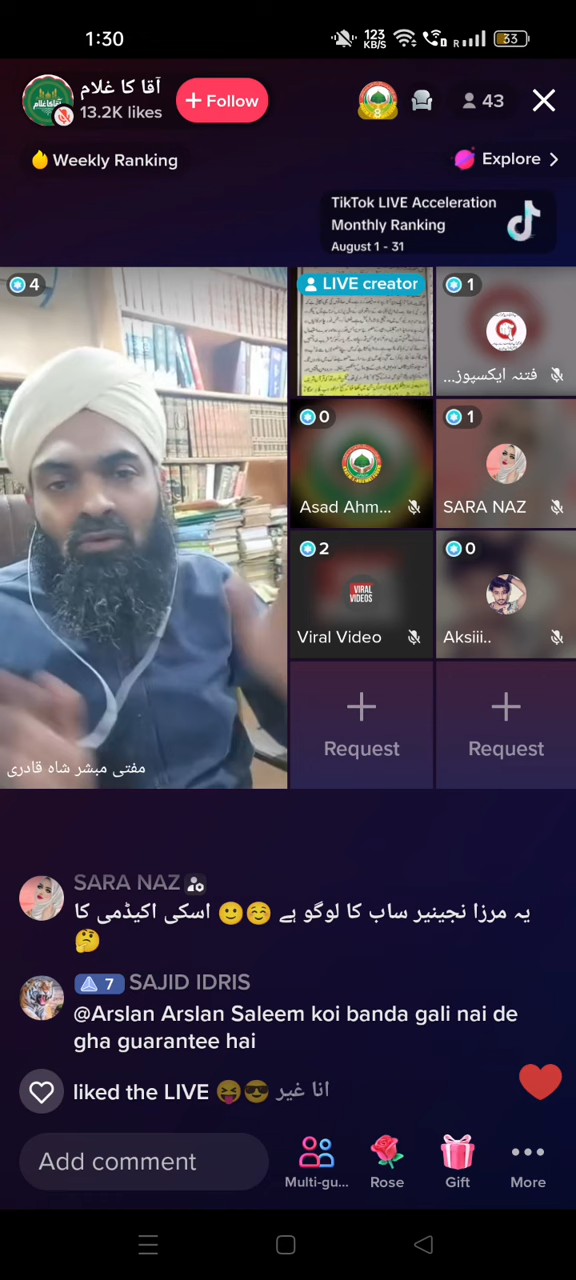 1:30
123
KB/S
R
33
آقا کا غلام
13.2K likes
+ Follow
8
43
Weekly Ranking
Explore
TikTok LIVE Acceleration
Monthly Ranking
August 1 - 31
4
LIVE creator
1
فتنہ ایکسپوز...
0
Asad Ahm...
1
SARA NAZ
2
VIRAL
VIDEOS
Viral Video
0
Aksiii..
مفتی مبشر شاہ قادری
Request
Request
SARA NAZ
یہ مرزا نجینیر ساب کا لوگو ہے ☺️🙂 اسکی اکیڈمی کا
🤔
7 SAJID IDRIS
@Arslan Arslan Saleem koi banda gali nai de
gha guarantee hai
liked the LIVE 😝😎 انا غیر
Add comment
Multi-gu...
Rose
Gift
More